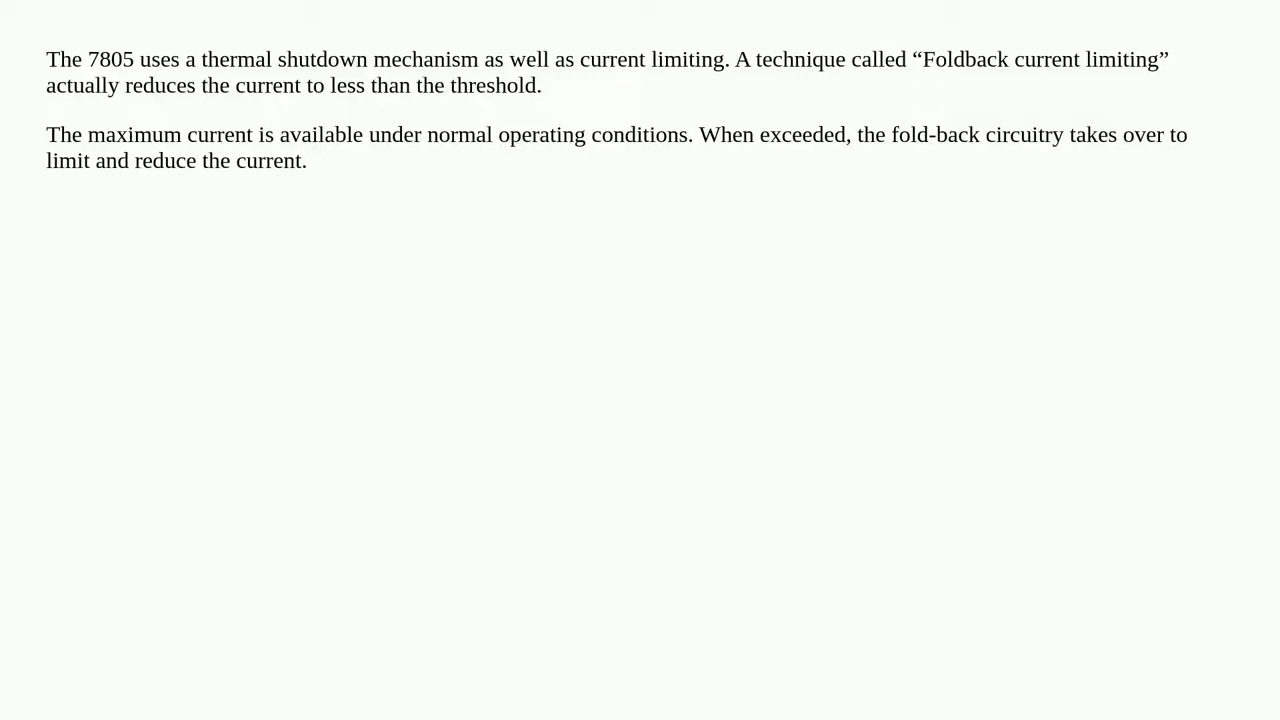 The 7805 uses a thermal shutdown mechanism as well as current limiting. A technique called “Foldback current limiting”
actually reduces the current to less than the threshold.
The maximum current is available under normal operating conditions. When exceeded, the fold-back circuitry takes over to
limit and reduce the current.